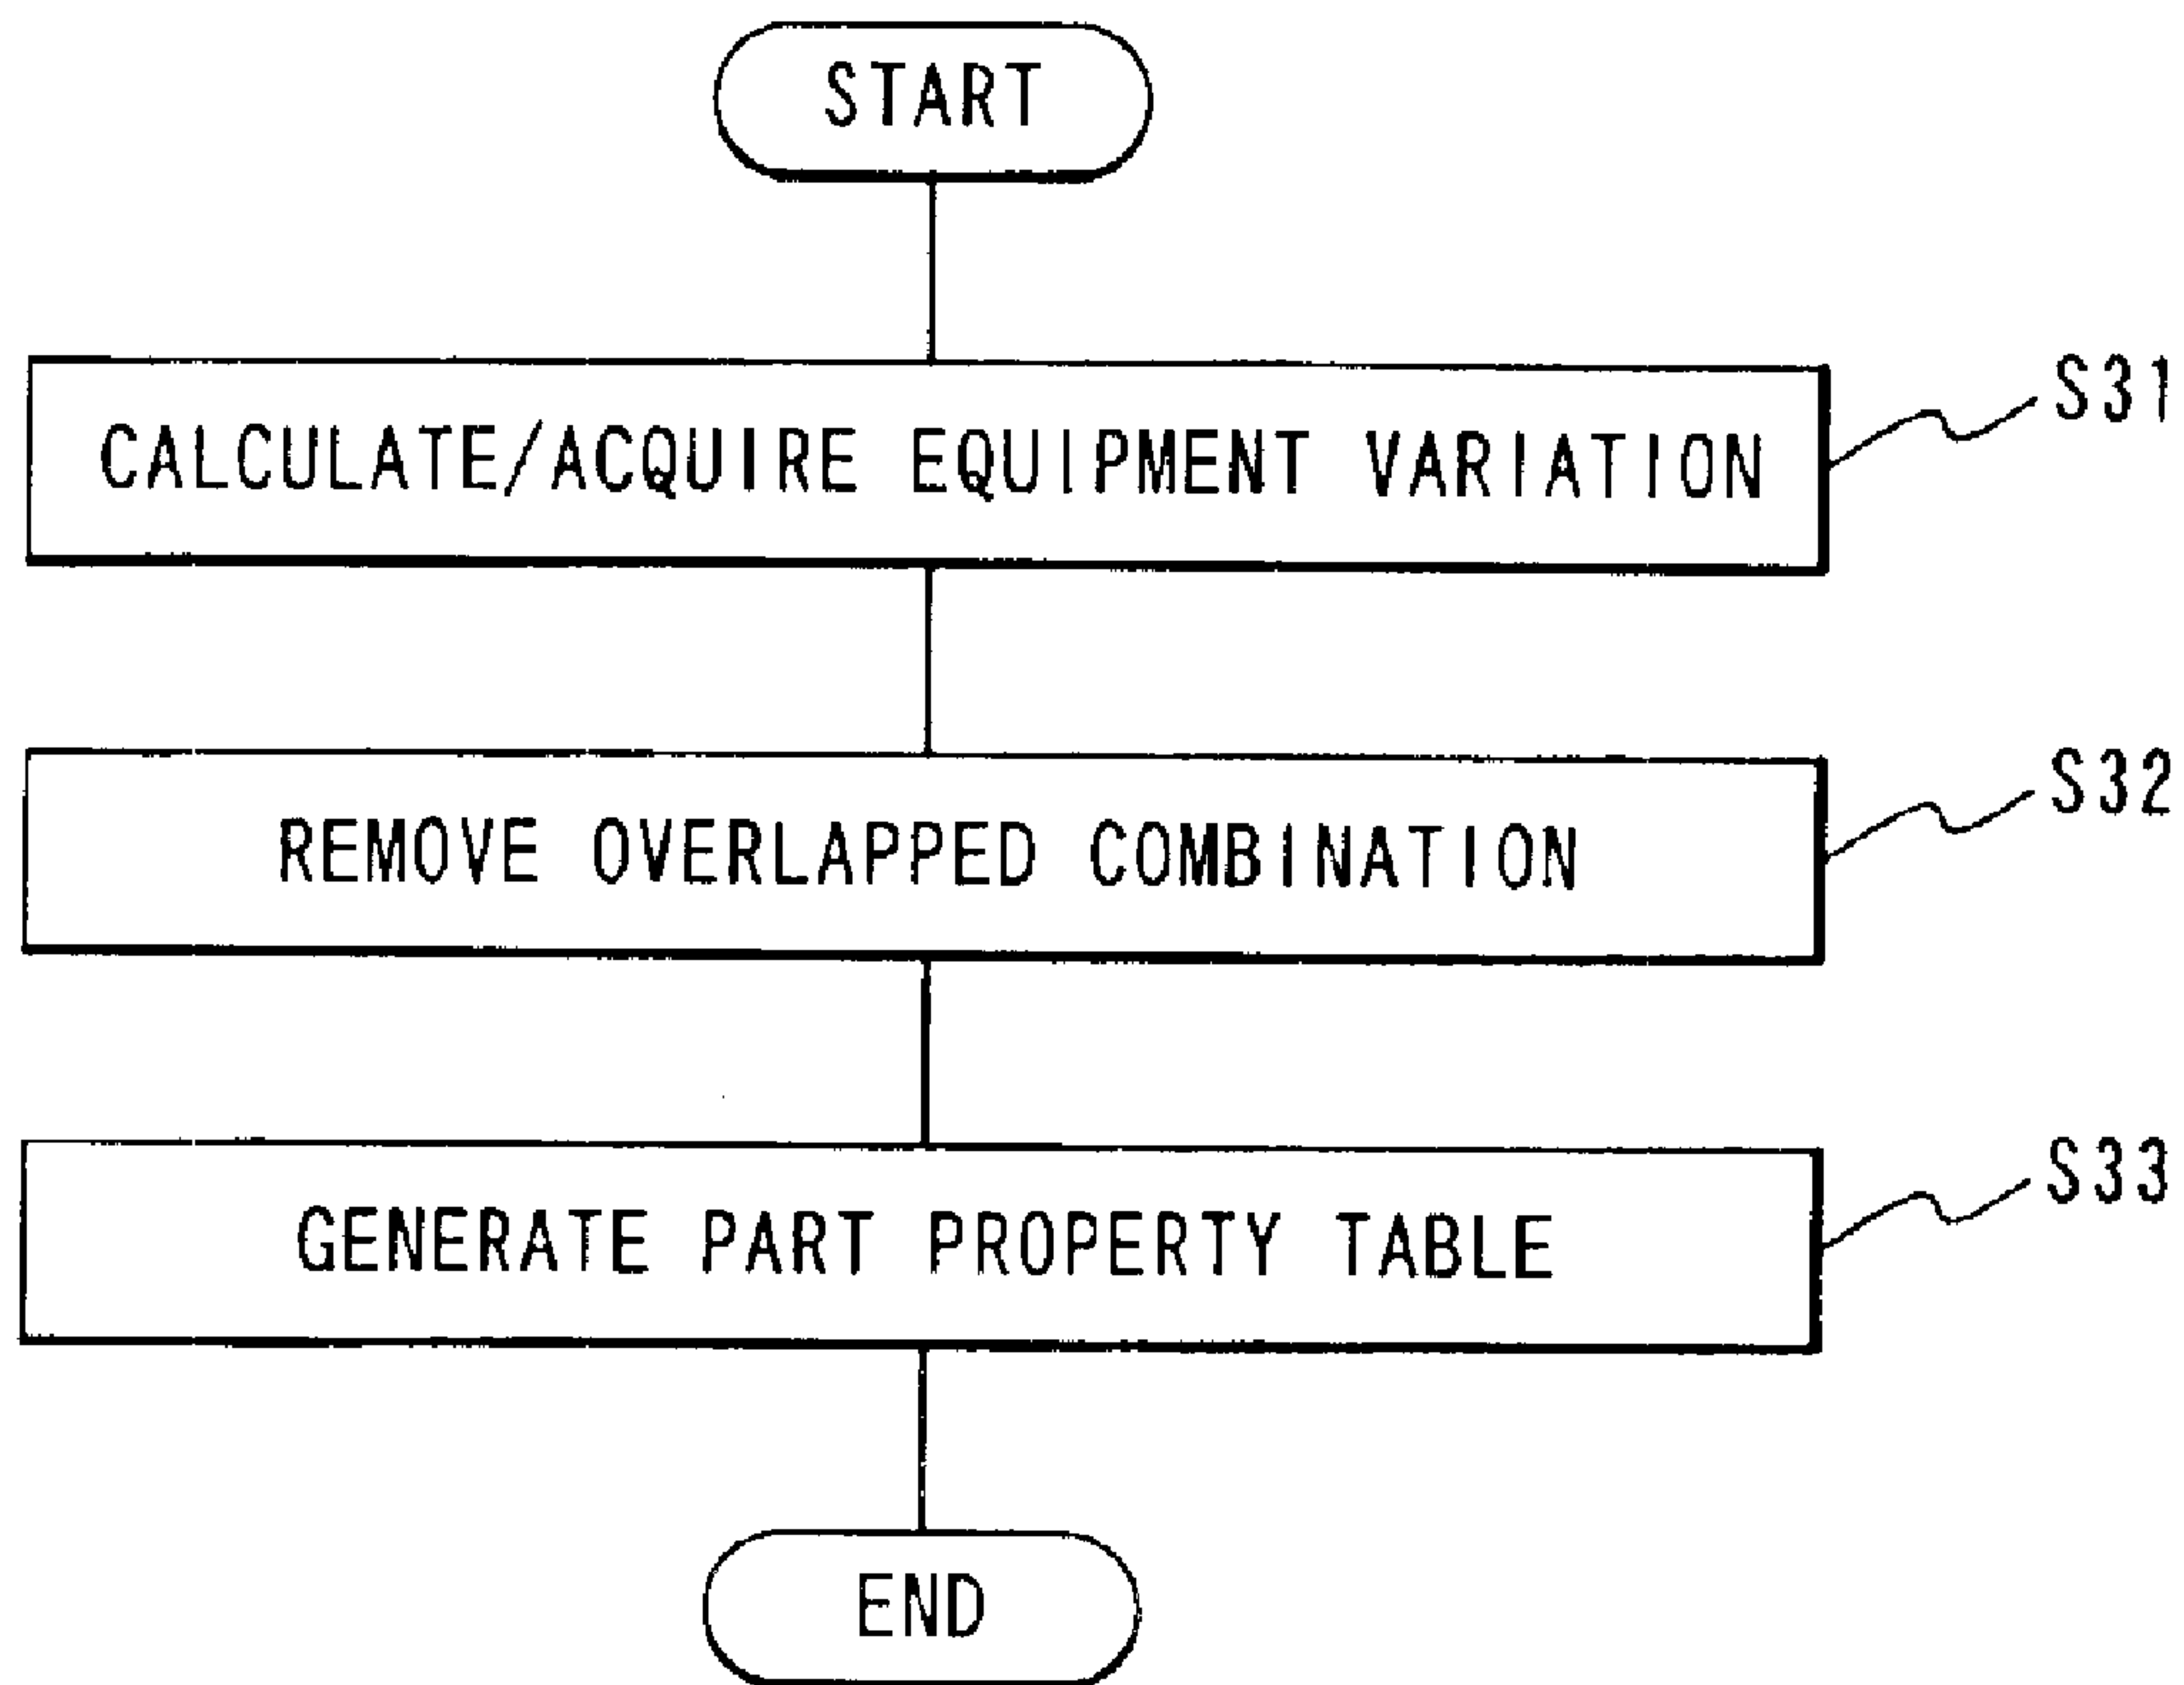 START
CALCULATE/ACQUIRE EQUIPMENT VARIATION
S31
REMOVE OVERLAPPED COMBINATION
S32
GENERATE PART PROPERTY TABLE
S33
END